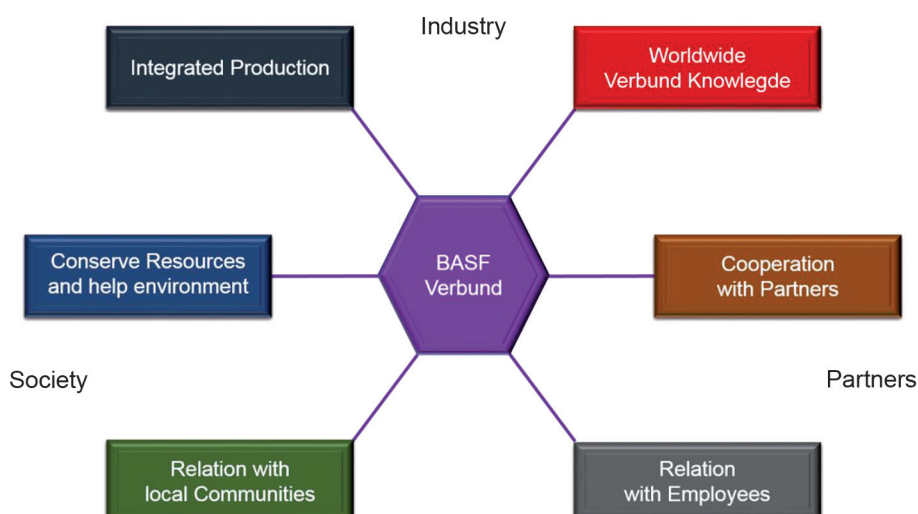 Industry
Integrated Production
Worldwide
Verbund Knowlegde
Conserve Resources
and help environment
BASF
Verbund
Cooperation
with Partners
Society
Partners
Relation with
local Communities
Relation
with Employees